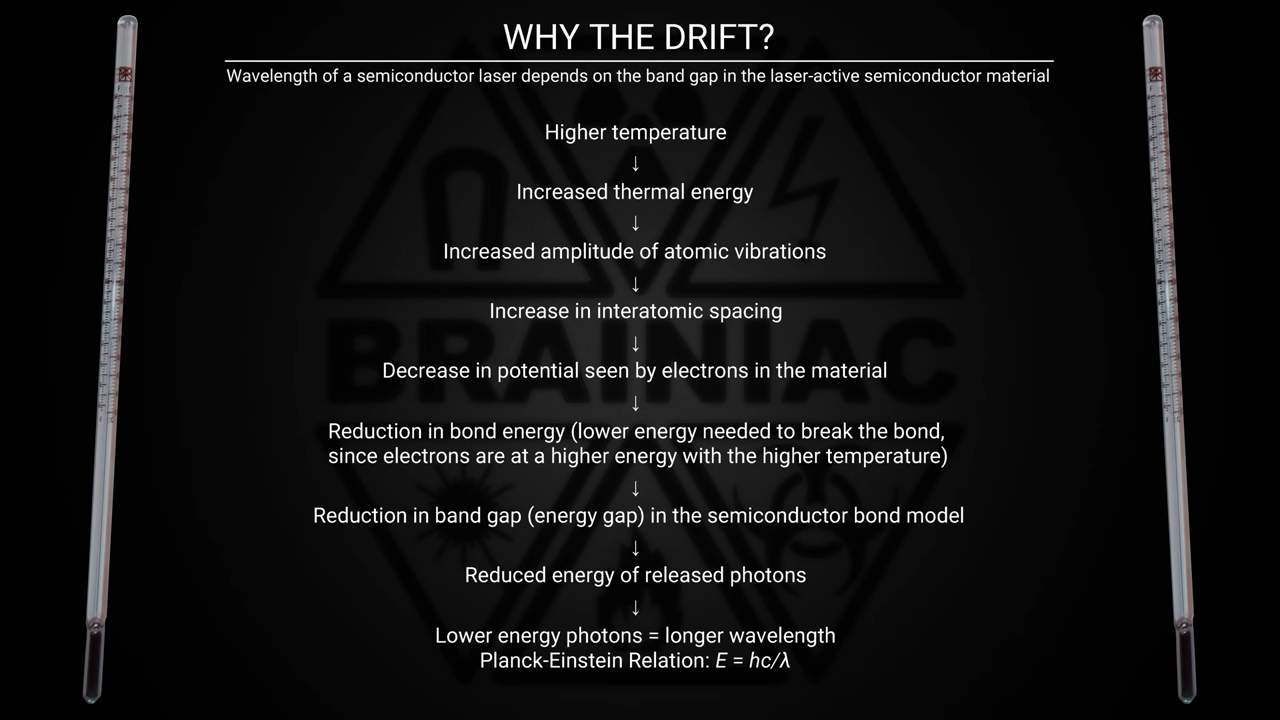 WHY THE DRIFT?
Wavelength of a semiconductor laser depends on the band gap in the laser-active semiconductor material
Higher temperature
↓
Increased thermal energy
↓
Increased amplitude of atomic vibrations
↓
Increase in interatomic spacing
↓
Decrease in potential seen by electrons in the material
↓
Reduction in bond energy (lower energy needed to break the bond,
since electrons are at a higher energy with the higher temperature)
↓
Reduction in band gap (energy gap) in the semiconductor bond model
↓
Reduced energy of released photons
↓
Lower energy photons = longer wavelength
Planck-Einstein Relation: E = hc/λ
BRAINIAC